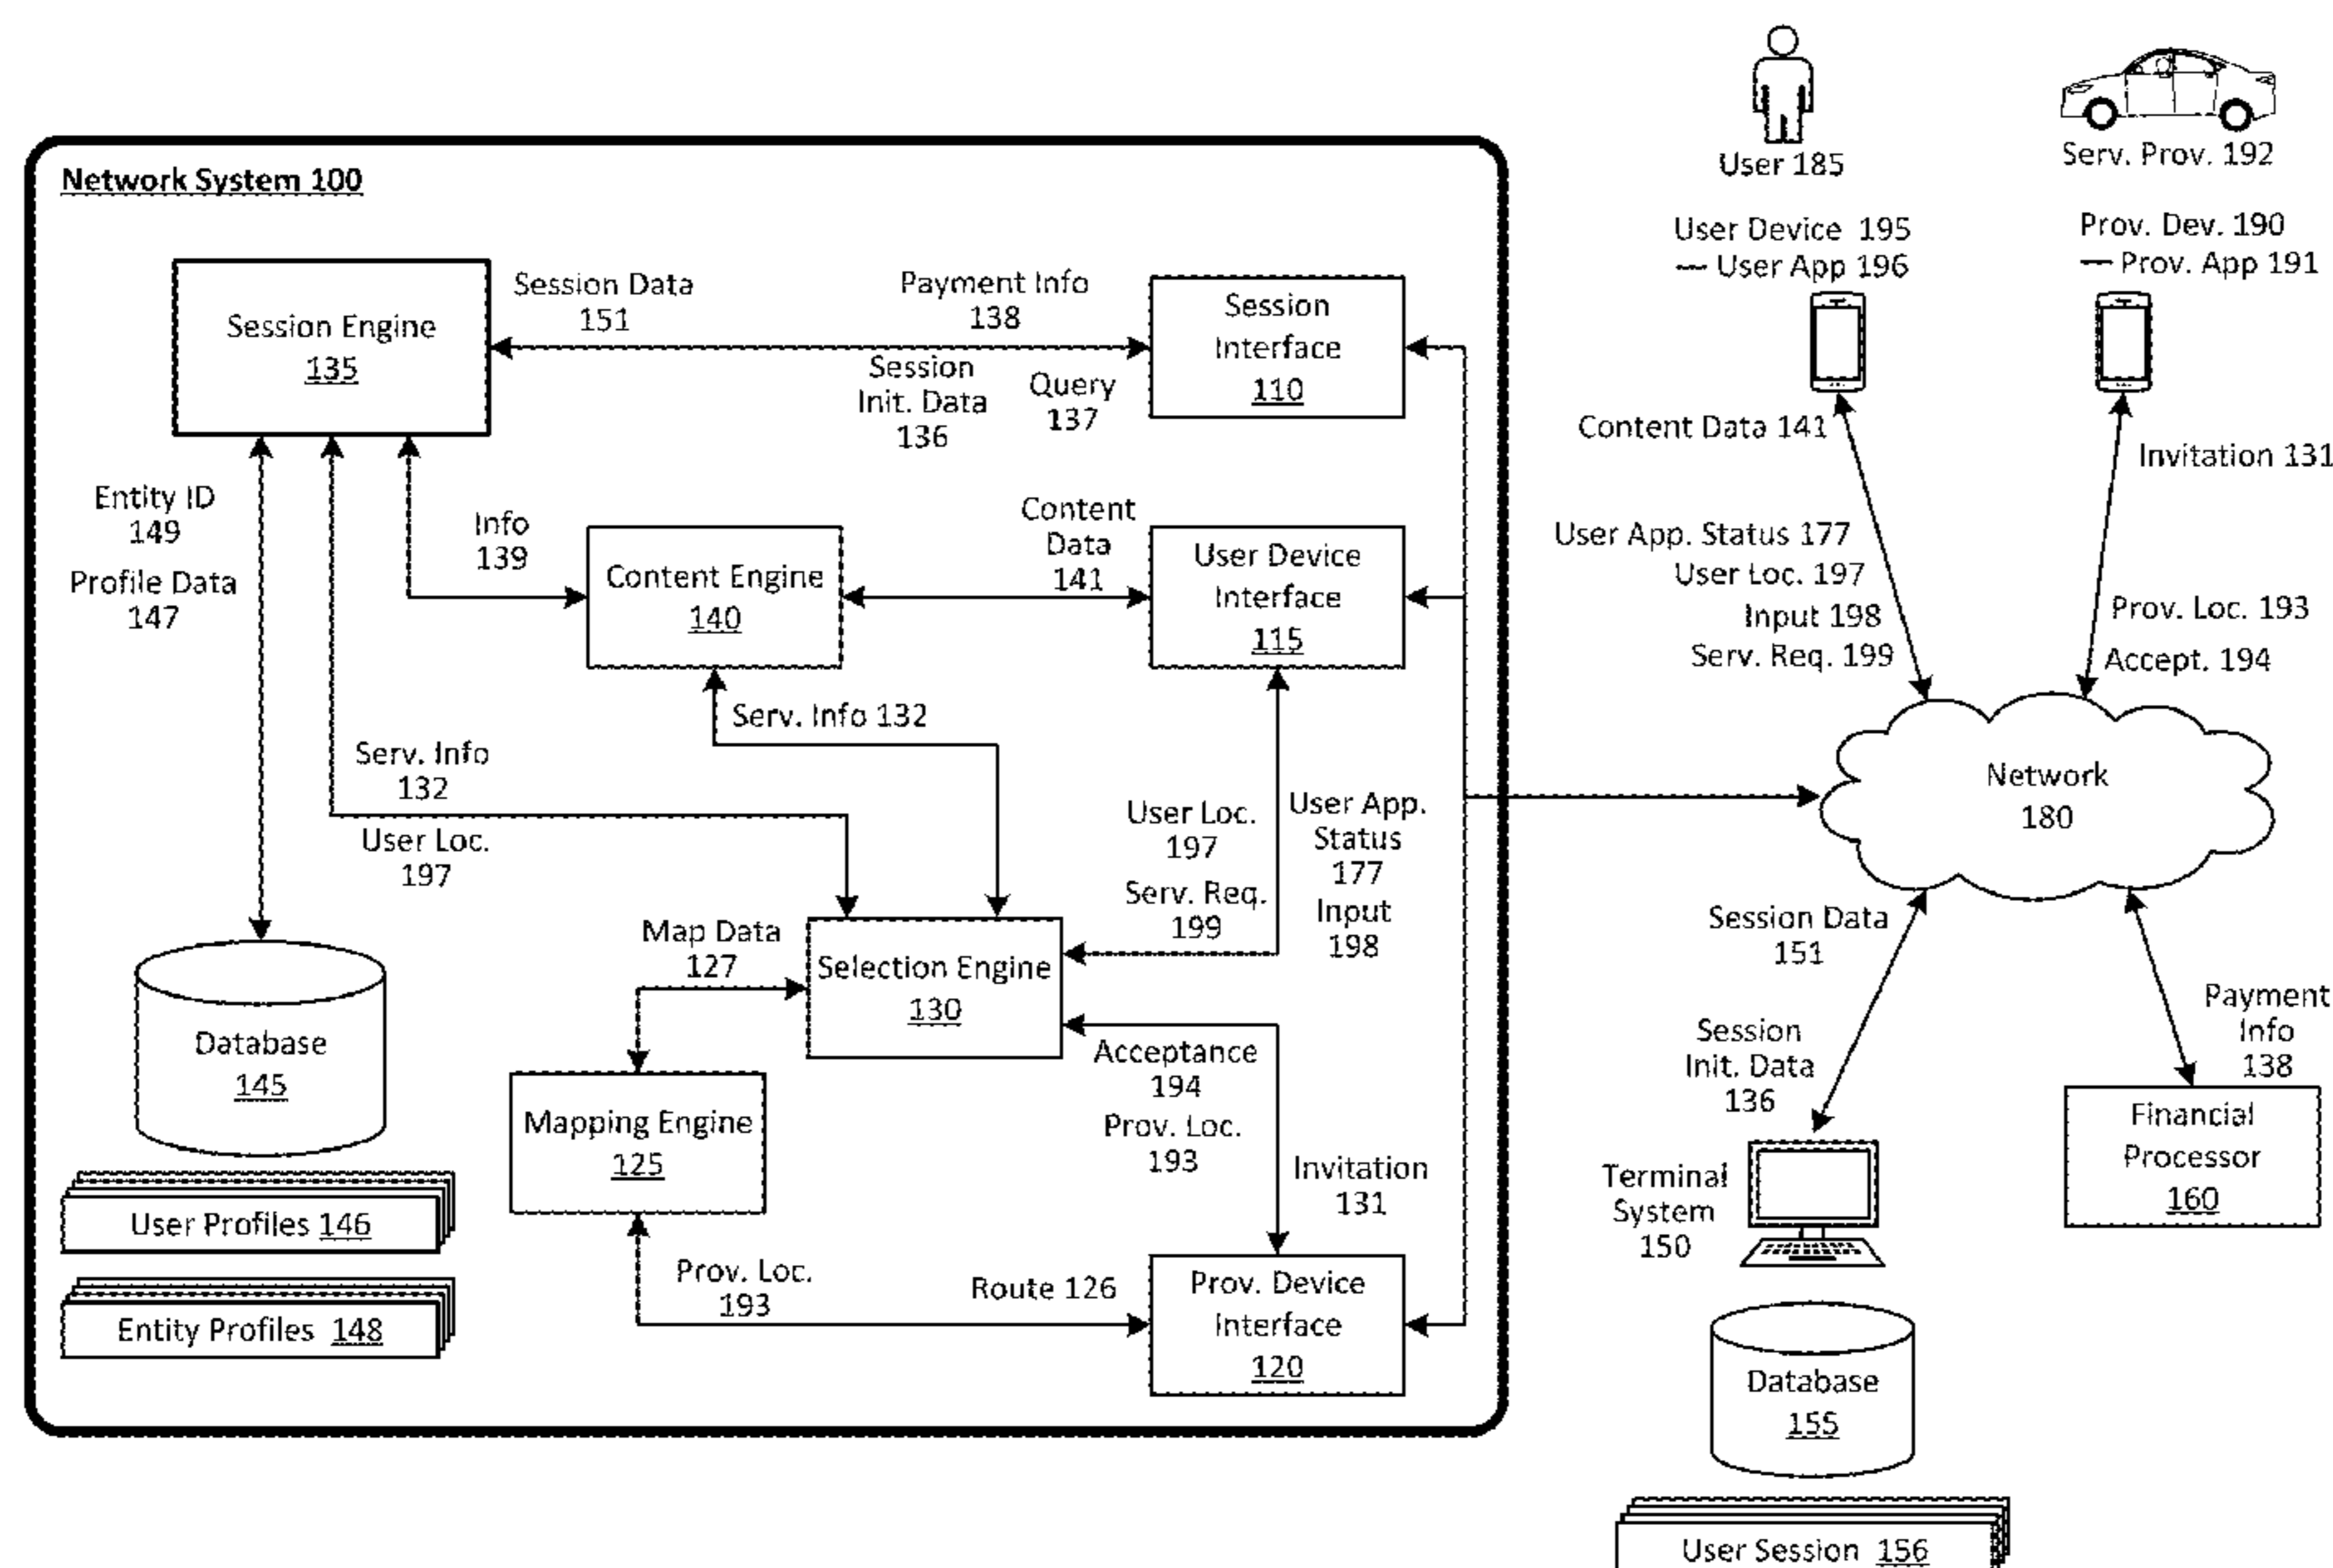 Network System 100
Session Engine
135
Session Data
151
Payment Info
138
Session
Init. Data
136
Query
137
Session
Interface
110
Entity ID
149
Profile Data
147
Info
139
Content Engine
140
Content
Data
141
User Device
Interface
115
Serv. Info 132
Serv. Info
132
User Loc.
197
User Loc.
197
Serv. Req.
199
User App.
Status
177
Input
198
Map Data
127
Selection Engine
130
Database
145
Mapping Engine
125
Acceptance
194
Prov. Loc.
193
Invitation
131
User Profiles 146
Entity Profiles 148
Prov. Loc.
193
Route 126
Prov. Device
Interface
120
User 185
Serv. Prov. 192
User Device 195
— User App 196
Prov. Dev. 190
— Prov. App 191
Content Data 141
Invitation 131
User App. Status 177
User Loc. 197
Input 198
Serv. Req. 199
Prov. Loc. 193
Accept. 194
Network
180
Session Data
151
Session
Init. Data
136
Payment
Info
138
Terminal
System
150
Financial
Processor
160
Database
155
User Session 156